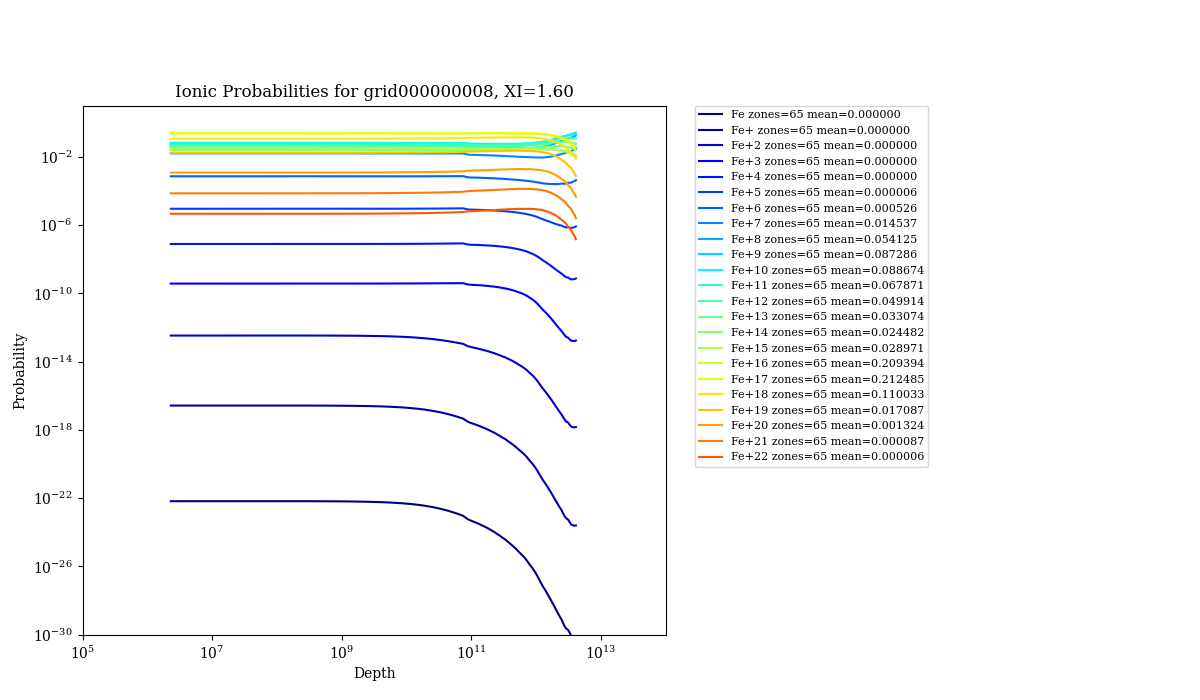 Ionic Probabilities for grid000000008, XI=1.60
Probability
10^-2
10^-6
10^-10
10^-14
10^-18
10^-22
10^-26
10^-30
10^5
10^7
10^9
10^11
10^13
Depth
Fe zones=65 mean=0.000000
Fe+ zones=65 mean=0.000000
Fe+2 zones=65 mean=0.000000
Fe+3 zones=65 mean=0.000000
Fe+4 zones=65 mean=0.000000
Fe+5 zones=65 mean=0.000006
Fe+6 zones=65 mean=0.000526
Fe+7 zones=65 mean=0.014537
Fe+8 zones=65 mean=0.054125
Fe+9 zones=65 mean=0.087286
Fe+10 zones=65 mean=0.088674
Fe+11 zones=65 mean=0.067871
Fe+12 zones=65 mean=0.049914
Fe+13 zones=65 mean=0.033074
Fe+14 zones=65 mean=0.024482
Fe+15 zones=65 mean=0.028971
Fe+16 zones=65 mean=0.209394
Fe+17 zones=65 mean=0.212485
Fe+18 zones=65 mean=0.110033
Fe+19 zones=65 mean=0.017087
Fe+20 zones=65 mean=0.001324
Fe+21 zones=65 mean=0.000087
Fe+22 zones=65 mean=0.000006